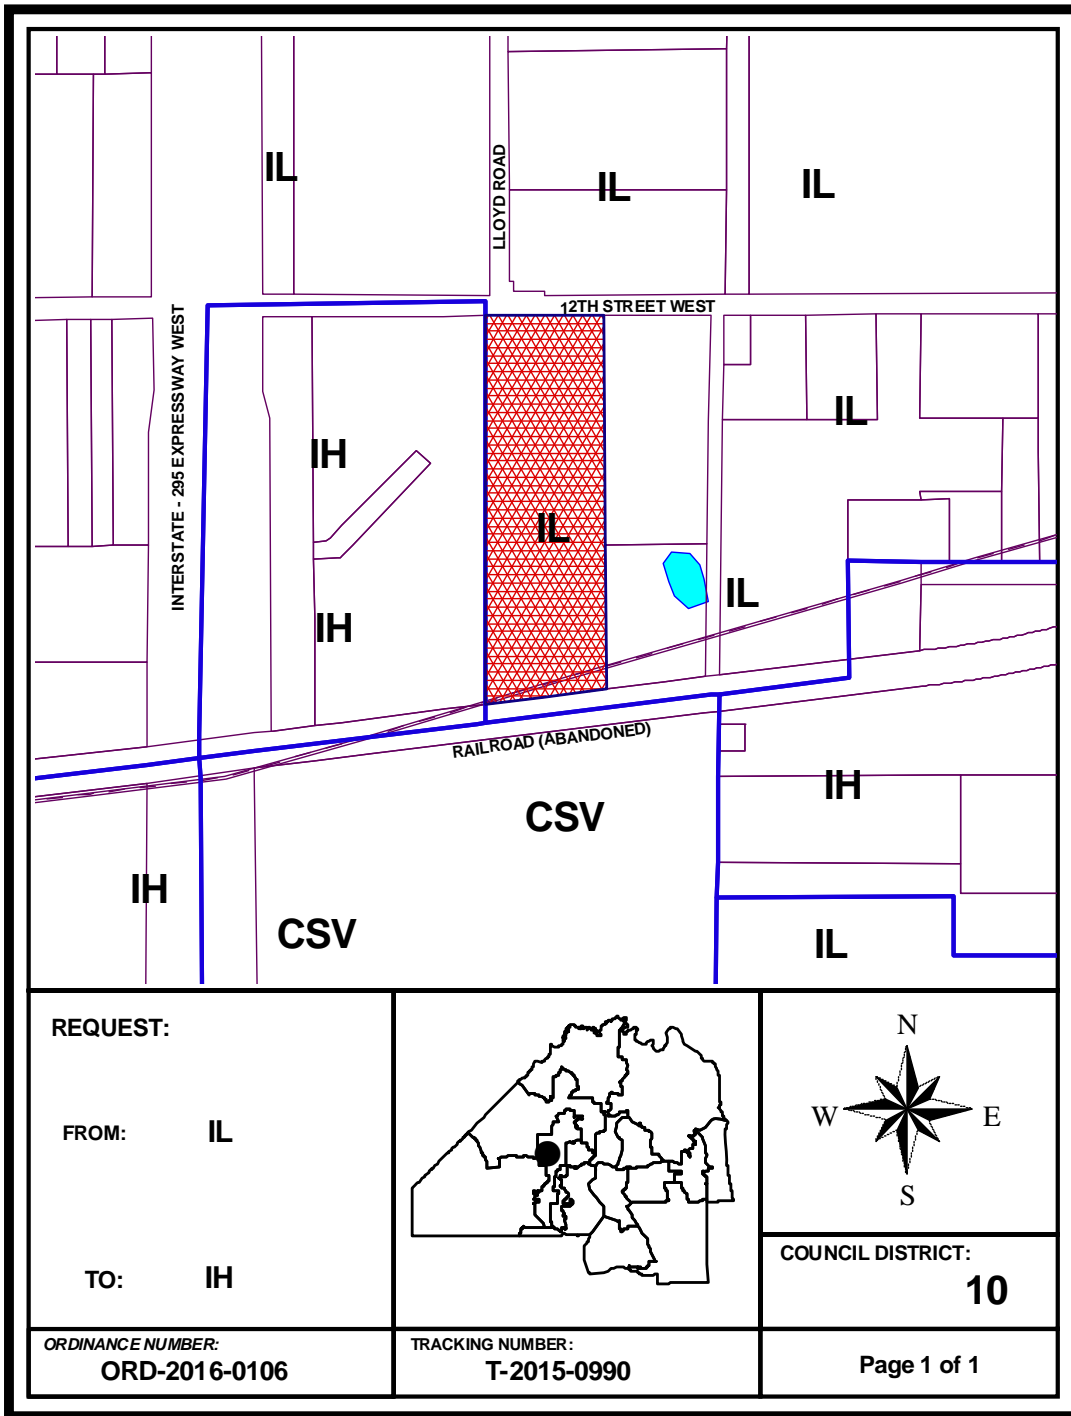 IL
IL
IL
LLOYD ROAD
12TH STREET WEST
INTERSTATE - 295 EXPRESSWAY WEST
IL
IH
IL
IL
IH
RAILROAD (ABANDONED)
IH
CSV
IH
CSV
IL
REQUEST:
FROM: IL
TO: IH
N
W E
S
COUNCIL DISTRICT:
10
ORDINANCE NUMBER:
ORD-2016-0106
TRACKING NUMBER:
T-2015-0990
Page 1 of 1